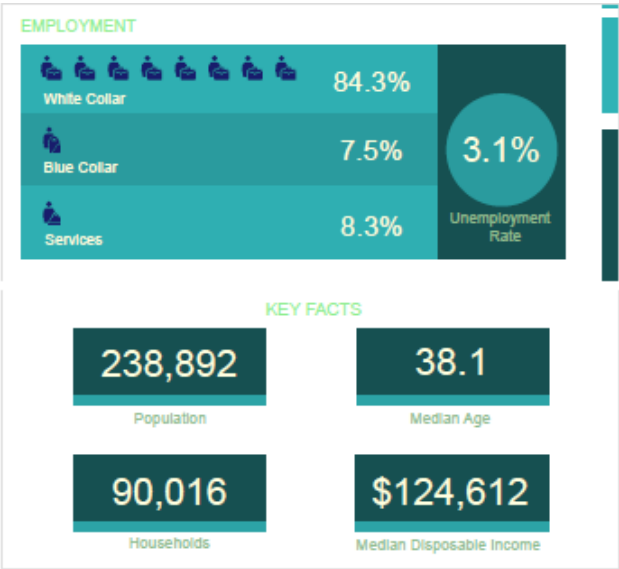 EMPLOYMENT
84.3%
White Collar
7.5%
Blue Collar
8.3%
Services
3.1%
Unemployment
Rate
KEY FACTS
238,892
Population
38.1
Median Age
90,016
Households
$124,612
Median Disposable Income